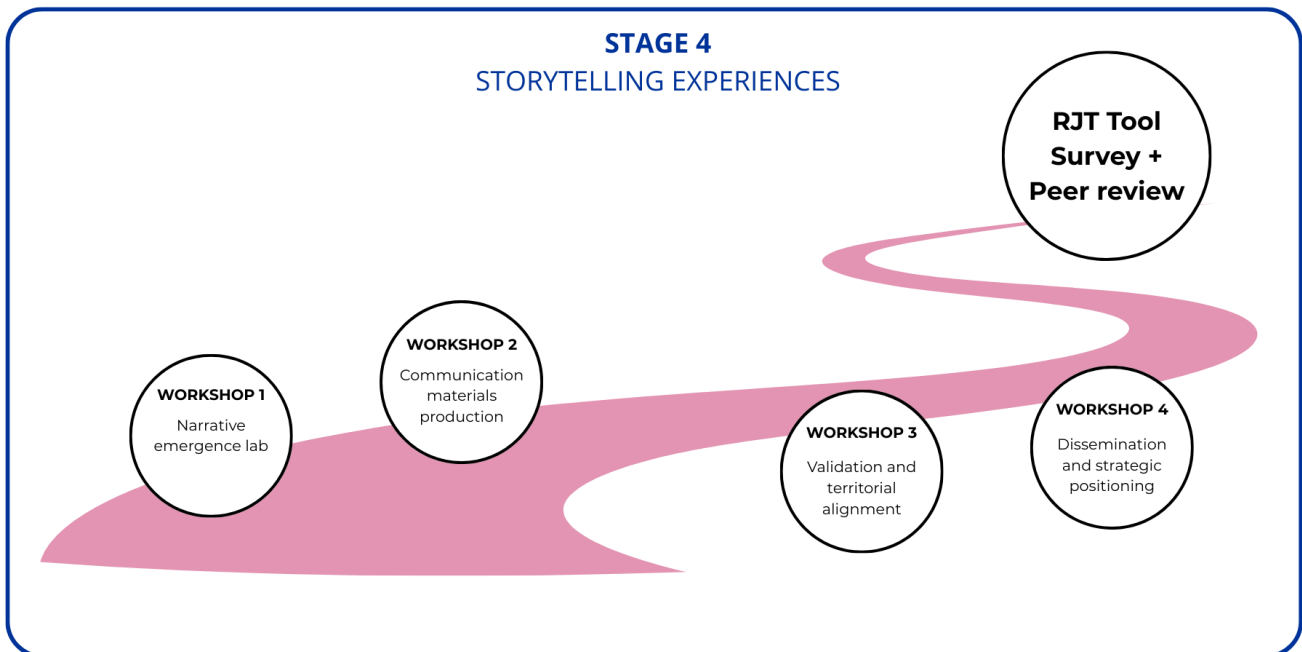 STAGE 4
STORYTELLING EXPERIENCES
RJT Tool
Survey +
Peer review
WORKSHOP 1
Narrative
emergence lab
WORKSHOP 2
Communication
materials
production
WORKSHOP 3
Validation and
territorial
alignment
WORKSHOP 4
Dissemination
and strategic
positioning